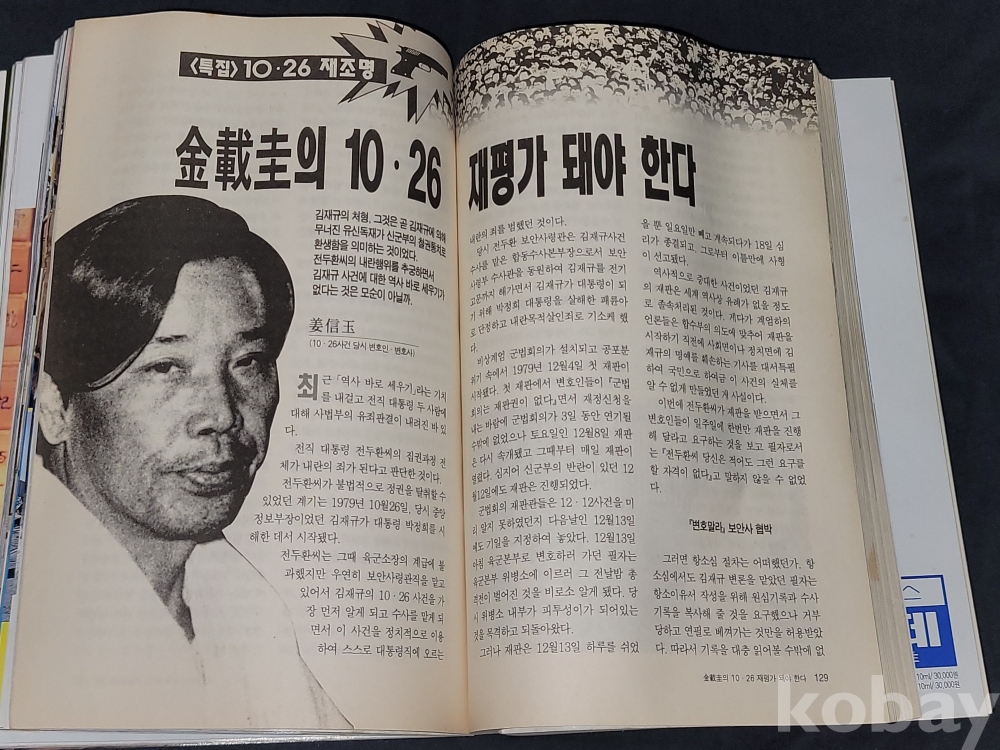 〈특집〉 10·26 재조명
金載圭의 10·26 재평가 돼야 한다
김재규의 처형, 그것은 곧 김재규에 의해
무너진 유신독재가 신군부의 철권통치로
환생함을 의미하는 것이었다.
전두환씨의 내란행위를 추궁하면서
김재규 사건에 대한 역사 바로 세우기가
없다는 것은 모순이 아닐까.
姜信玉
(10·26사건 당시 변호인·변호사)
최근 「역사 바로 세우기」라는 기치
를 내걸고 전직 대통령 두 사람에
대해 사법부의 유죄판결이 내려진 바 있
다.
전직 대통령 전두환씨의 집권과정 전
체가 내란의 죄가 된다고 판단한 것이다.
전두환씨가 불법적으로 정권을 탈취할 수
있었던 계기는 1979년 10월26일, 당시 중앙
정보부장이었던 김재규가 대통령 박정희를 시
해한 데서 시작됐다.
전두환씨는 그때 육군소장의 계급에 불
과했지만 우연히 보안사령관직을 맡고
있어서 김재규의 10·26 사건을 가
장 먼저 알게 되고 수사를 맡게 되
면서 이 사건을 정치적으로 이용
하여 스스로 대통령직에 오르는
내란의 죄를 범했던 것이다.
당시 전두환 보안사령관은 김재규사건
수사를 맡은 합동수사본부장으로서 보안
사령부 수사관을 동원하여 김재규를 전기
고문까지 해가면서 김재규가 대통령이 되
기 위해 박정희 대통령을 살해한 패륜아
로 단정하고 내란목적살인죄로 기소케 했
다.
비상계엄 군법회의가 설치되고 공포분
위기 속에서 1979년 12월4일 첫 재판이
시작됐다. 첫 재판에서 변호인들이 「군법
회의는 재판권이 없다」면서 재정신청을
내는 바람에 군법회의가 3일 동안 연기될
수밖에 없었으나 토요일인 12월8일 재판
은 다시 속개됐고 그때부터 매일 재판이
열렸다. 심지어 신군부의 반란이 있던 12
월12일에도 재판은 진행되었다.
군법회의 재판관들은 12·12사건을 미
리 알지 못하였던지 다음날인 12월13일
에도 기일을 지정하여 놓았다. 12월13일
아침 육군본부로 변호하러 가던 필자는
육군본부 위병소에 이르러 그 전날밤 총
격전이 벌어진 것을 비로소 알게 됐다. 당
시 위병소 내부가 피투성이가 되어있는
것을 목격하고 되돌아왔다.
그러나 재판은 12월13일 하루를 쉬었
을 뿐 일요일만 빼고 계속되다가 18일 심
리가 종결되고, 그로부터 이틀만에 사형
이 선고됐다.
역사적으로 중대한 사건이었던 김재규
의 재판은 세계 역사상 유례가 없을 정도
로 졸속처리된 것이다. 게다가 계엄하의
언론들은 합수부의 의도에 맞추어 재판을
시작하기 직전에 사회면이나 정치면에 김
재규의 명예를 훼손하는 기사를 대서특필
하여 국민으로 하여금 이 사건의 실체를
알 수 없게 만들었던 게 사실이다.
이번에 전두환씨가 재판을 받으면서 그
변호인들이 일주일에 한번만 재판을 진행
해 달라고 요구하는 것을 보고 필자로서
는 「전두환씨 당신은 적어도 그런 요구를
할 자격이 없다」고 말하지 않을 수 없었
다.
「변호말라」 보안사 협박
그러면 항소심 절차는 어떠했던가. 항
소심에서도 김재규 변론을 맡았던 필자는
항소이유서 작성을 위해 원심기록과 수사
기록을 복사해 줄 것을 요구했으나 거부
당하고 연필로 베껴가는 것만을 허용받았
다. 따라서 기록을 대충 읽어볼 수밖에 없
金載圭의 10·26 재평가 돼야 한다 129
10ml/30,000원
10ml/30,000원
kobay